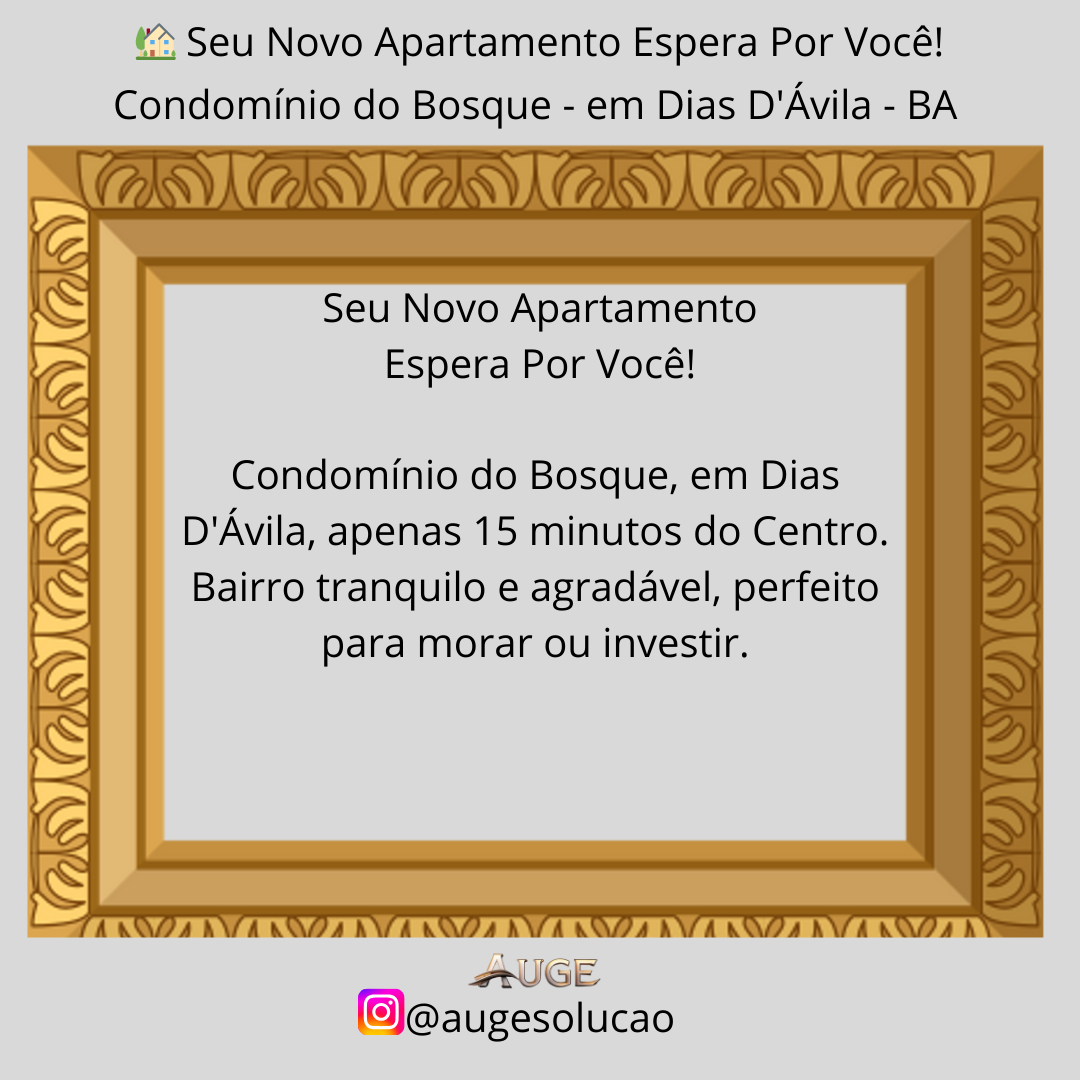 🏡 Seu Novo Apartamento Espera Por Você!
Condomínio do Bosque - em Dias D'Ávila - BA
Seu Novo Apartamento
Espera Por Você!
Condomínio do Bosque, em Dias
D'Ávila, apenas 15 minutos do Centro.
Bairro tranquilo e agradável, perfeito
para morar ou investir.
AUGE
@augesolucao